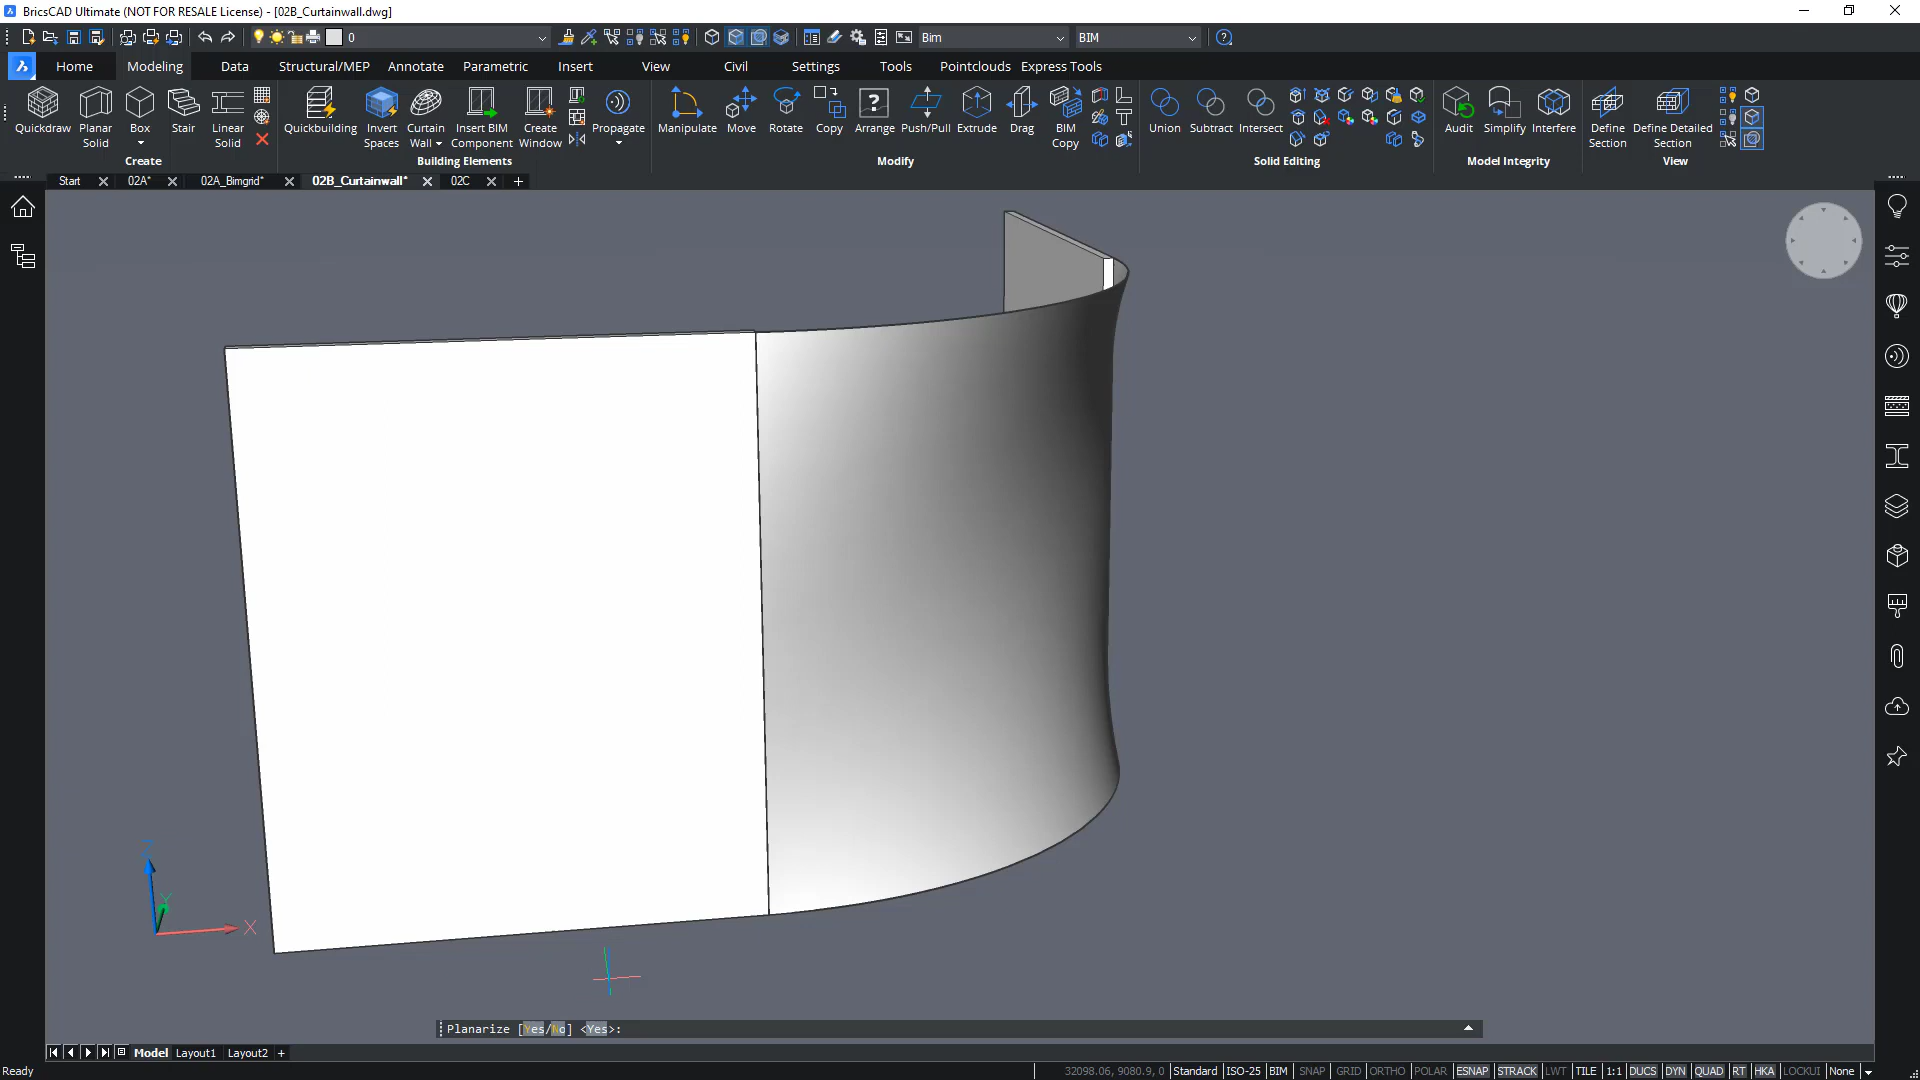 BricsCAD Ultimate (NOT FOR RESALE License) - [02B_Curtainwall.dwg]
0 Bim BIM
Home Modeling Data Structural/MEP Annotate Parametric Insert View Civil Settings Tools Pointclouds Express Tools
Quickdraw Planar Solid Box Stair Linear Solid
Create
Quickbuilding Invert Spaces Curtain Wall Insert BIM Component Create Window Propagate
Building Elements
Manipulate Move Rotate Copy Arrange Push/Pull Extrude Drag BIM Copy
Modify
Union Subtract Intersect
Solid Editing
Audit Simplify Interfere
Model Integrity
Define Section Define Detailed Section
View
Start 02A* 02A_Bimgrid* 02B_Curtainwall* 02C
Z
Y
X
Planarize [Yes/No] <Yes>:
Model Layout1 Layout2 +
Ready 32098.06, 9080.9, 0 Standard ISO-25 BIM SNAP GRID ORTHO POLAR ESNAP STRACK LWT TILE 1:1 DUCS DYN QUAD RT HKA LOCKUI None